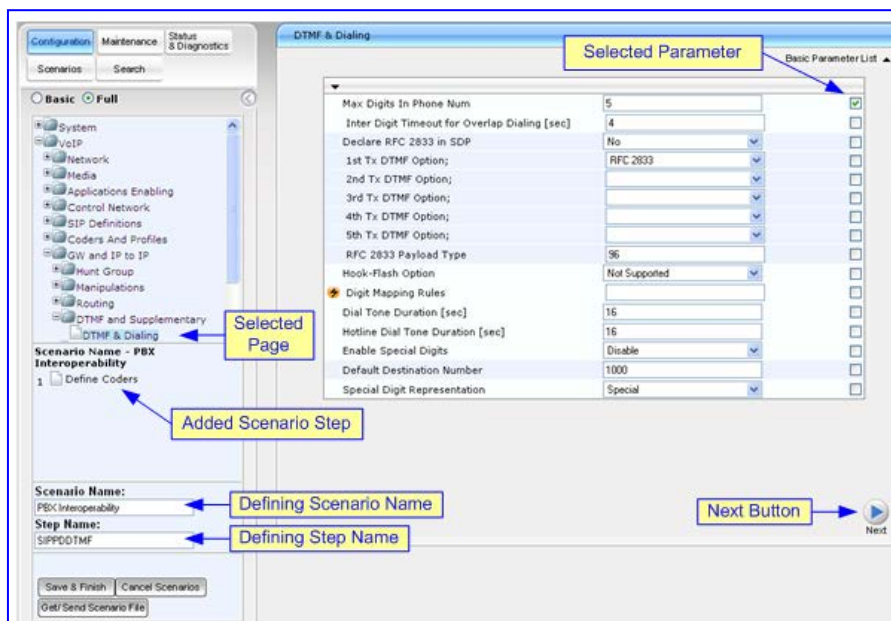 Configuration
Maintenance
Status
& Diagnostics
Scenarios
Search
Basic Full
System
VoIP
Network
Media
Applications Enabling
Control Network
SIP Definitions
Coders And Profiles
GW and IP to IP
Hunt Group
Manipulations
Routing
DTMF and Supplementary
DTMF & Dialing
Selected
Page
Scenario Name - PBX
Interoperability
1 Define Coders
Added Scenario Step
Scenario Name:
PBX Interoperability
Defining Scenario Name
Step Name:
SIPPDDTMF
Defining Step Name
Save & Finish
Cancel Scenarios
Get/Send Scenario File
DTMF & Dialing
Selected Parameter
Basic Parameter List
Max Digits In Phone Num 5
Inter Digit Timeout for Overlap Dialing [sec] 4
Declare RFC 2833 in SDP No
1st Tx DTMF Option; RFC 2833
2nd Tx DTMF Option;
3rd Tx DTMF Option;
4th Tx DTMF Option;
5th Tx DTMF Option;
RFC 2833 Payload Type 96
Hook-Flash Option Not Supported
Digit Mapping Rules
Dial Tone Duration [sec] 16
Hotline Dial Tone Duration [sec] 16
Enable Special Digits Disable
Default Destination Number 1000
Special Digit Representation Special
Next Button
Next